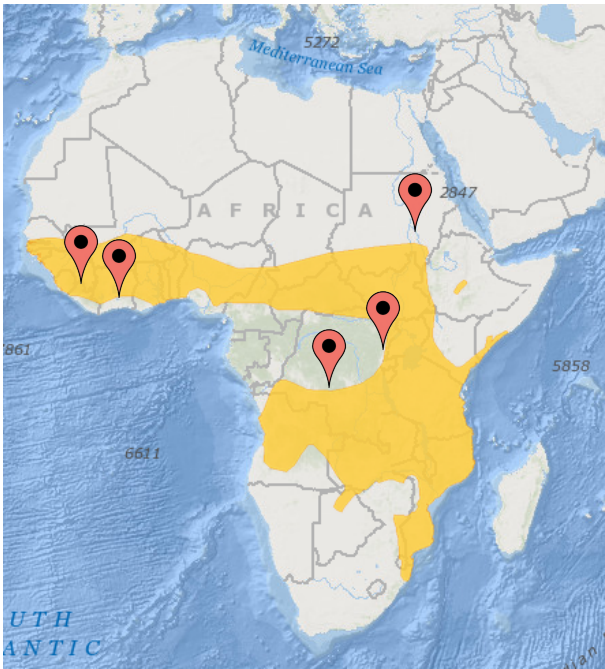 5272
Mediterranean Sea
2847
A F R I C A
7861
5858
6611
U T H
A N T I C